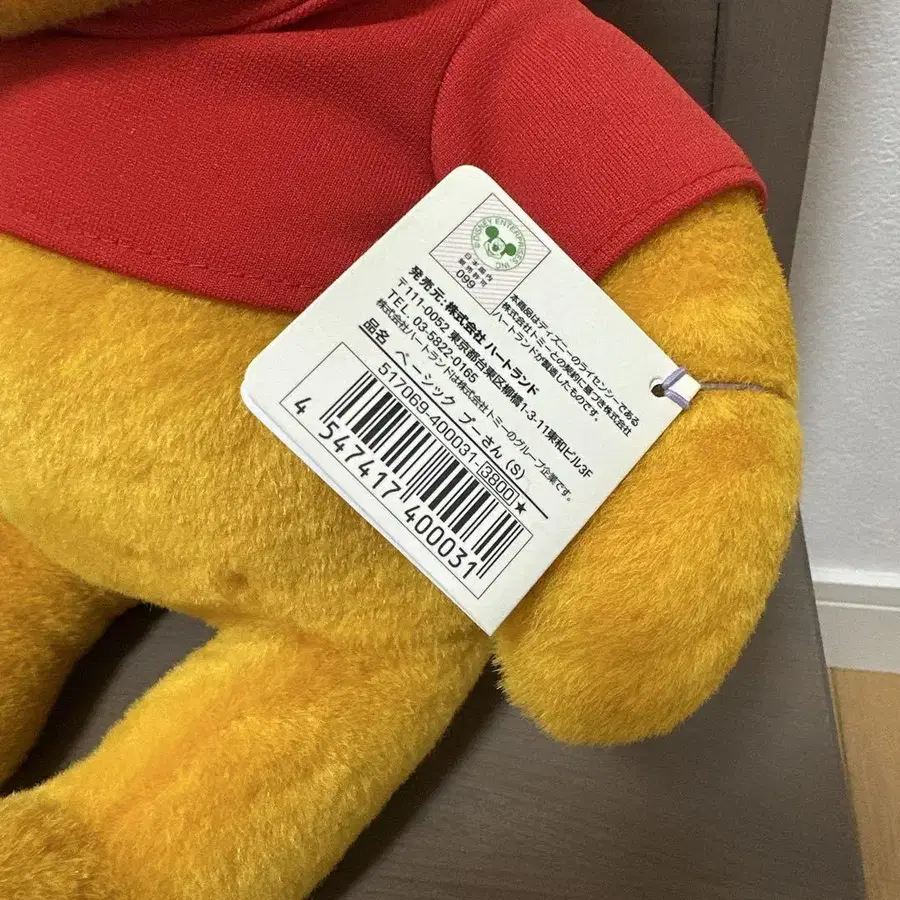 © DISNEY ENTERPRISES, INC.
日本国内
販売許可
099
本商品はディズニーのライセンシーである
株式会社トミーとの契約に基づき株式会社
ハートランドが製造したものです。
発売元:株式会社 ハートランド
〒111-0052 東京都台東区柳橋1-3-11東和ビル3F
TEL. 03-5822-0165
株式会社ハートランドは株式会社トミーのグループ企業です。
品名 ベーシック プーさん (S)
517069-400031 3800 ★
4 547417 400031